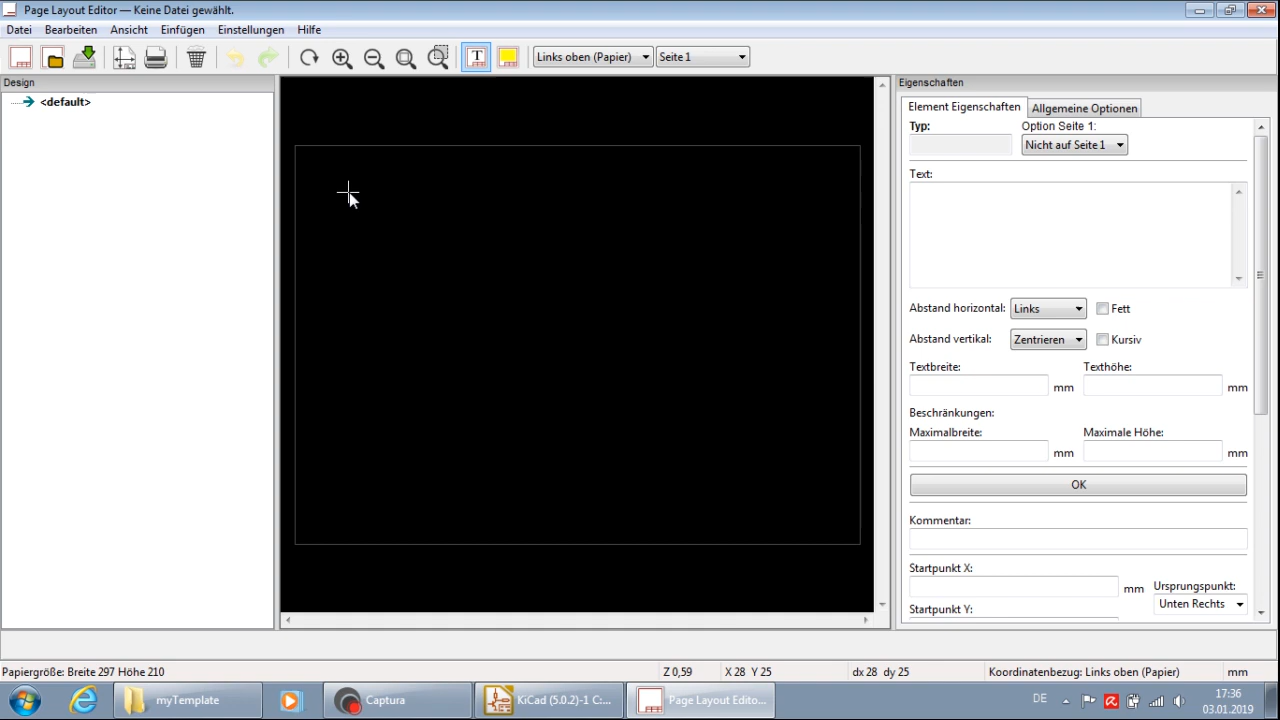 Page Layout Editor — Keine Datei gewählt.
Datei Bearbeiten Ansicht Einfügen Einstellungen Hilfe
T Links oben (Papier) Seite 1
Design
<default>
Eigenschaften
Element Eigenschaften Allgemeine Optionen
Typ: Option Seite 1:
Nicht auf Seite 1
Text:
Abstand horizontal: Links Fett
Abstand vertikal: Zentrieren Kursiv
Textbreite: Texthöhe:
mm mm
Beschränkungen:
Maximalbreite: Maximale Höhe:
mm mm
OK
Kommentar:
Startpunkt X:
mm Ursprungspunkt:
Unten Rechts
Startpunkt Y:
Papiergröße: Breite 297 Höhe 210 Z 0,59 X 28 Y 25 dx 28 dy 25 Koordinatenbezug: Links oben (Papier) mm
myTemplate Captura KiCad (5.0.2)-1 C:... Page Layout Edito... DE 17:36
03.01.2019